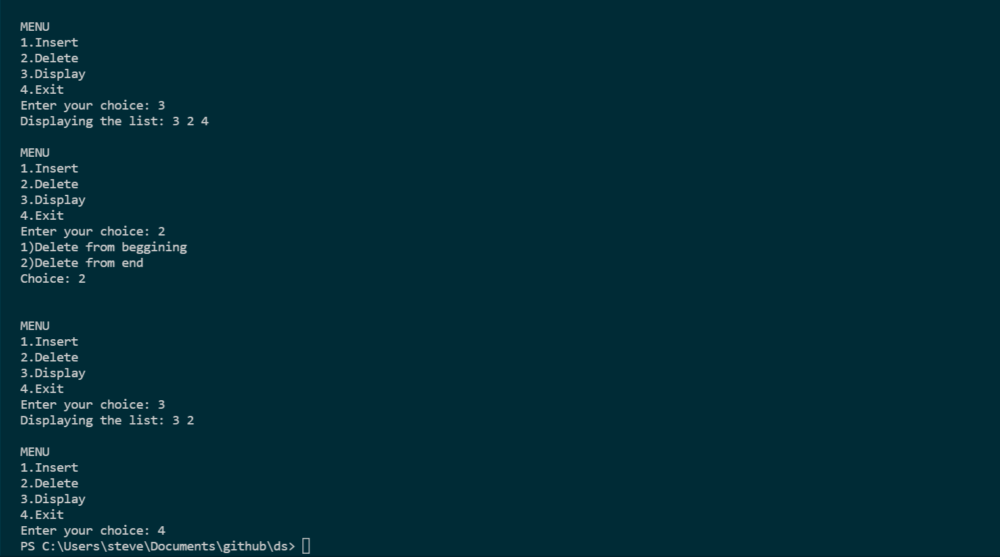 MENU
1.Insert
2.Delete
3.Display
4.Exit
Enter your choice: 3
Displaying the list: 3 2 4
MENU
1.Insert
2.Delete
3.Display
4.Exit
Enter your choice: 2
1)Delete from beggining
2)Delete from end
Choice: 2
MENU
1.Insert
2.Delete
3.Display
4.Exit
Enter your choice: 3
Displaying the list: 3 2
MENU
1.Insert
2.Delete
3.Display
4.Exit
Enter your choice: 4
PS C:\Users\steve\Documents\github\ds>